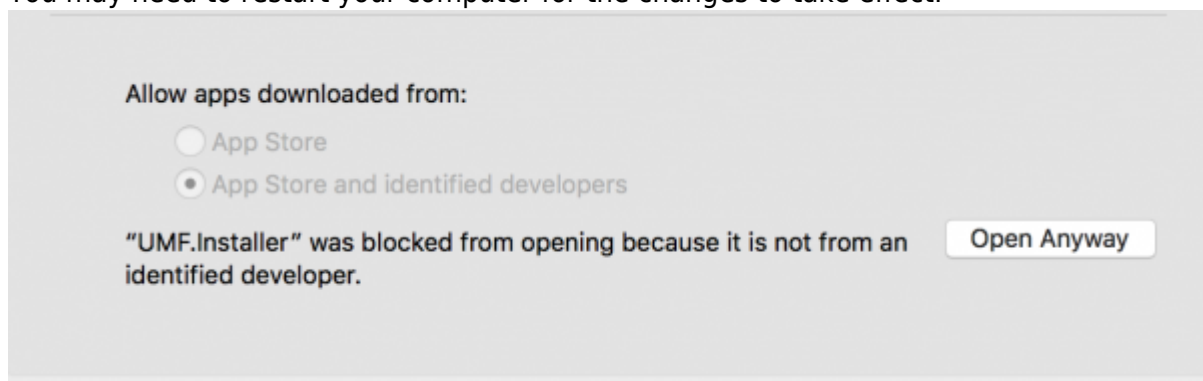 You may need to restart your computer for the changes to take effect.
Allow apps downloaded from:
App Store
App Store and identified developers
“UMF.Installer” was blocked from opening because it is not from an
identified developer.
Open Anyway